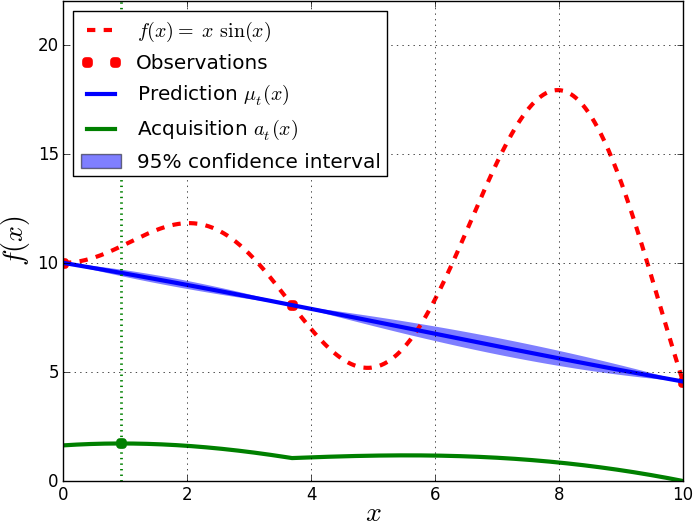 f(x) = x sin(x)
Observations
Prediction μₜ(x)
Acquisition aₜ(x)
95% confidence interval
20
15
10
5
0
f(x)
0 2 4 6 8 10
x